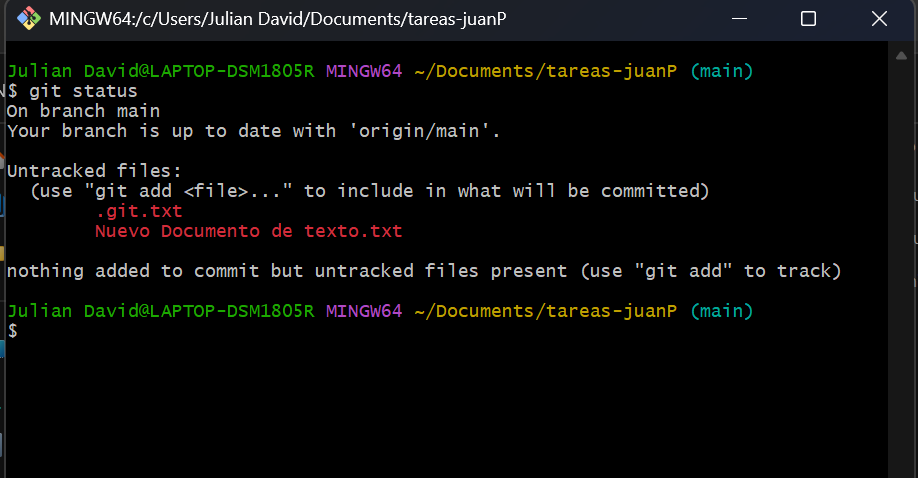 MINGW64:/c/Users/Julian David/Documents/tareas-juanP
Julian David@LAPTOP-DSM1805R MINGW64 ~/Documents/tareas-juanP (main)
$ git status
On branch main
Your branch is up to date with 'origin/main'.
Untracked files:
(use "git add <file>..." to include in what will be committed)
.git.txt
Nuevo Documento de texto.txt
nothing added to commit but untracked files present (use "git add" to track)
Julian David@LAPTOP-DSM1805R MINGW64 ~/Documents/tareas-juanP (main)
$